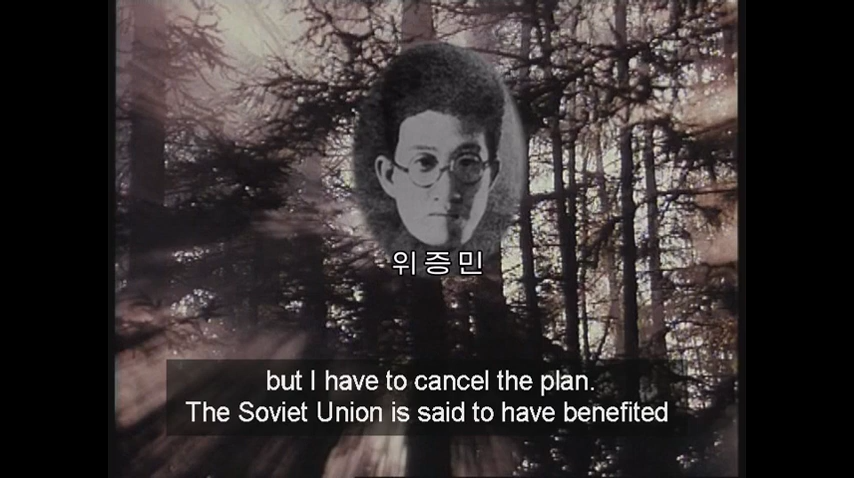 위증민
but I have to cancel the plan.
The Soviet Union is said to have benefited